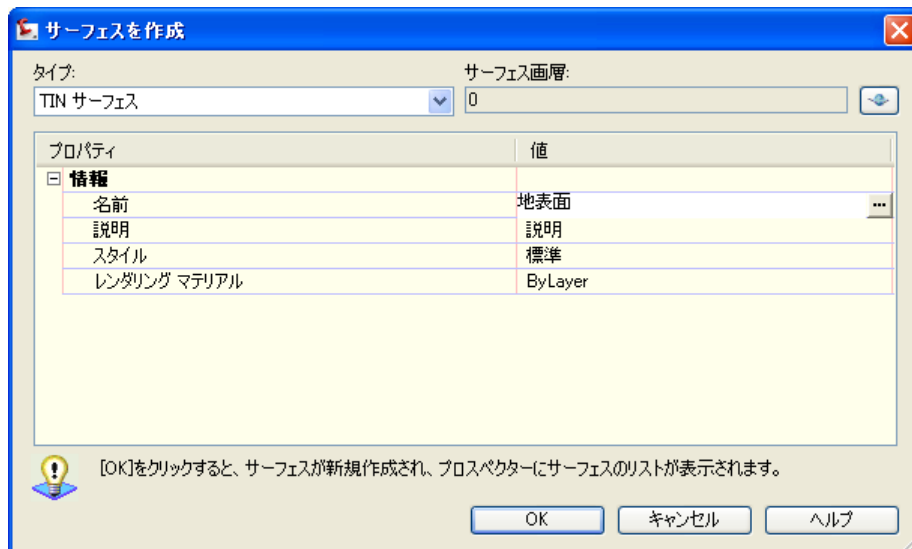 サーフェスを作成
タイプ: サーフェス画層:
TIN サーフェス 0
プロパティ 値
情報
名前 地表面 ...
説明 説明
スタイル 標準
レンダリング マテリアル ByLayer
[OK]をクリックすると、サーフェスが新規作成され、プロスペクターにサーフェスのリストが表示されます。
OK キャンセル ヘルプ